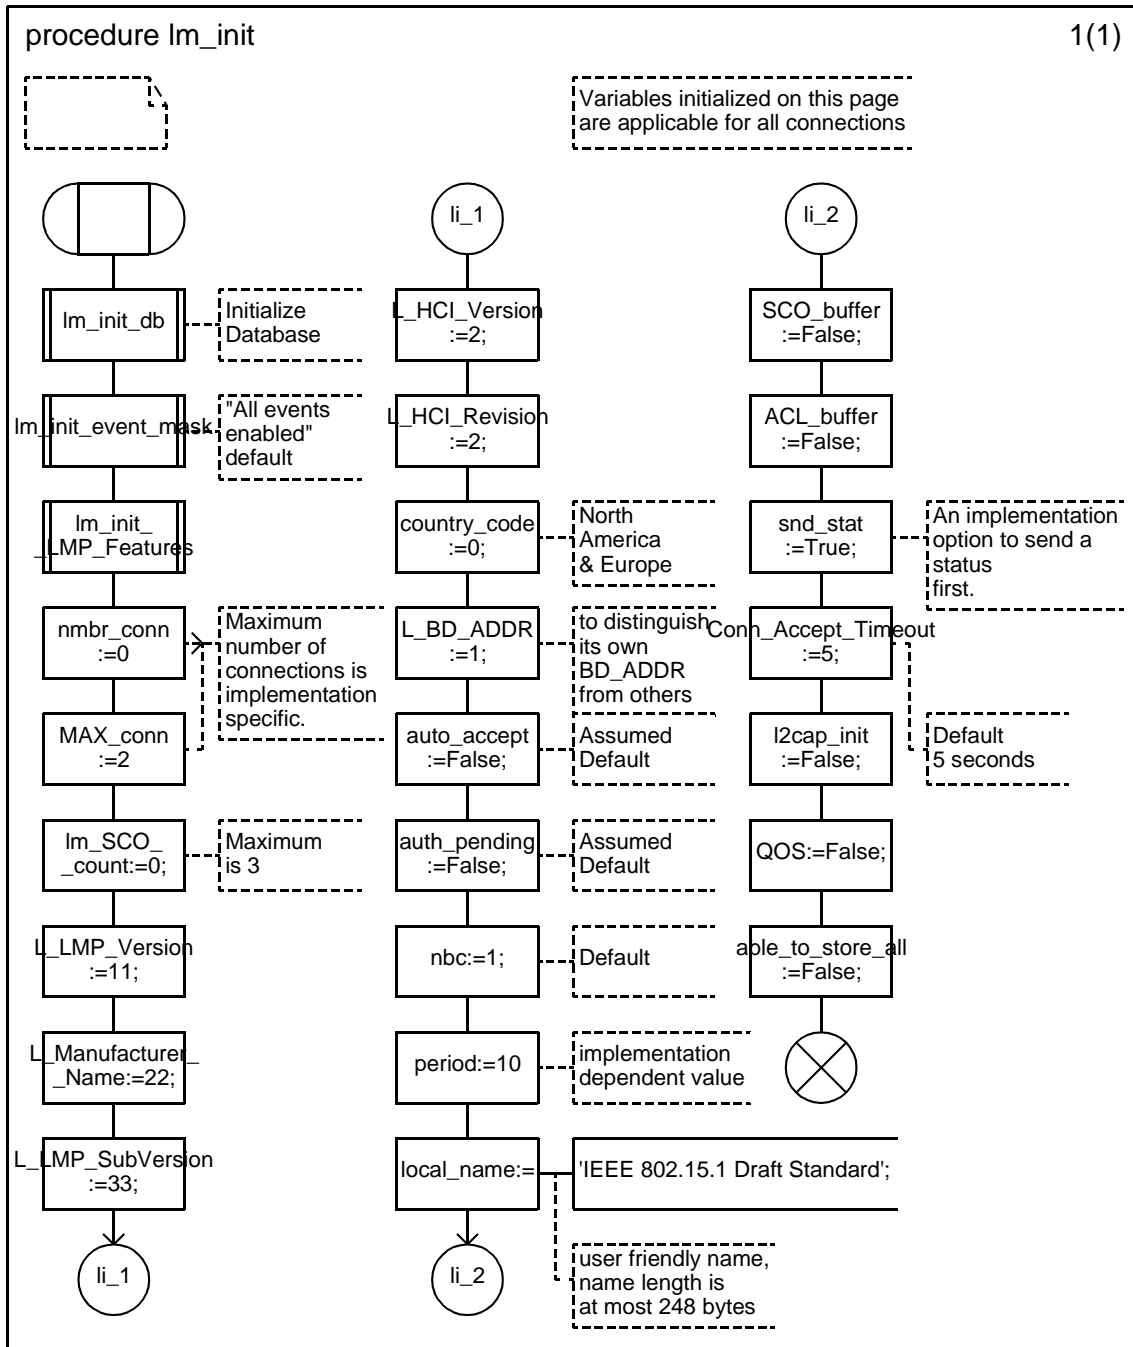 procedure lm_init
1(1)
Variables initialized on this page
are applicable for all connections
lm_init_db
Initialize
Database
lm_init_event_mask
"All events
enabled"
default
lm_init_
_LMP_Features
nmbr_conn
:=0
Maximum
number of
connections is
implementation
specific.
MAX_conn
:=2
lm_SCO_
_count:=0;
Maximum
is 3
L_LMP_Version
:=11;
L_Manufacturer_
_Name:=22;
L_LMP_SubVersion
:=33;
li_1
li_1
L_HCI_Version
:=2;
L_HCI_Revision
:=2;
country_code
:=0;
North
America
& Europe
L_BD_ADDR
:=1;
to distinguish
its own
BD_ADDR
from others
auto_accept
:=False;
Assumed
Default
auth_pending
:=False;
Assumed
Default
nbc:=1;
Default
period:=10
implementation
dependent value
local_name:=
'IEEE 802.15.1 Draft Standard';
user friendly name,
name length is
at most 248 bytes
li_2
li_2
SCO_buffer
:=False;
ACL_buffer
:=False;
snd_stat
:=True;
An implementation
option to send a
status
first.
Conn_Accept_Timeout
:=5;
Default
5 seconds
l2cap_init
:=False;
QOS:=False;
able_to_store_all
:=False;